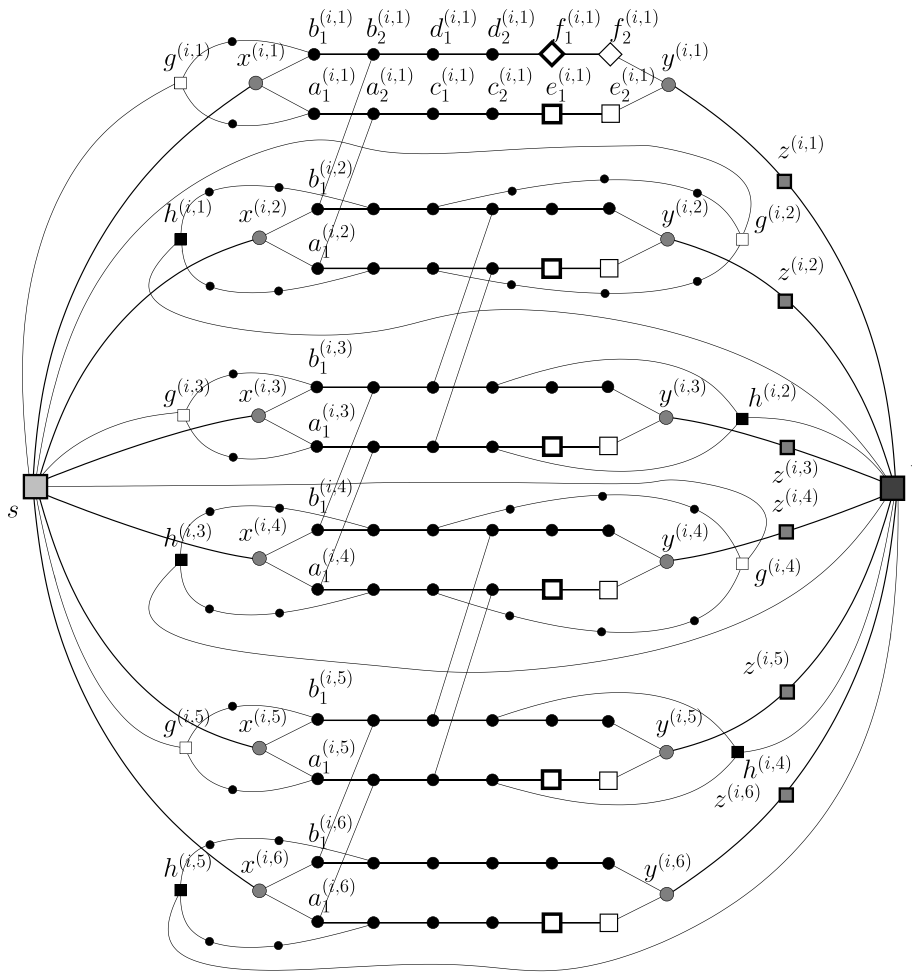 b_1^{(i,1)} b_2^{(i,1)} d_1^{(i,1)} d_2^{(i,1)} f_1^{(i,1)} f_2^{(i,1)}
g^{(i,1)} x^{(i,1)} y^{(i,1)}
a_1^{(i,1)} a_2^{(i,1)} c_1^{(i,1)} c_2^{(i,1)} e_1^{(i,1)} e_2^{(i,1)}
z^{(i,1)}
b_1^{(i,2)}
h^{(i,1)} x^{(i,2)} y^{(i,2)} g^{(i,2)}
a_1^{(i,2)}
z^{(i,2)}
b_1^{(i,3)}
g^{(i,3)} x^{(i,3)} y^{(i,3)} h^{(i,2)}
a_1^{(i,3)}
z^{(i,3)}
s
b_1^{(i,4)} z^{(i,4)}
h^{(i,3)} x^{(i,4)} y^{(i,4)}
a_1^{(i,4)} g^{(i,4)}
b_1^{(i,5)} z^{(i,5)}
g^{(i,5)} x^{(i,5)} y^{(i,5)}
a_1^{(i,5)} h^{(i,4)}
z^{(i,6)}
b_1^{(i,6)}
h^{(i,5)} x^{(i,6)} y^{(i,6)}
a_1^{(i,6)}